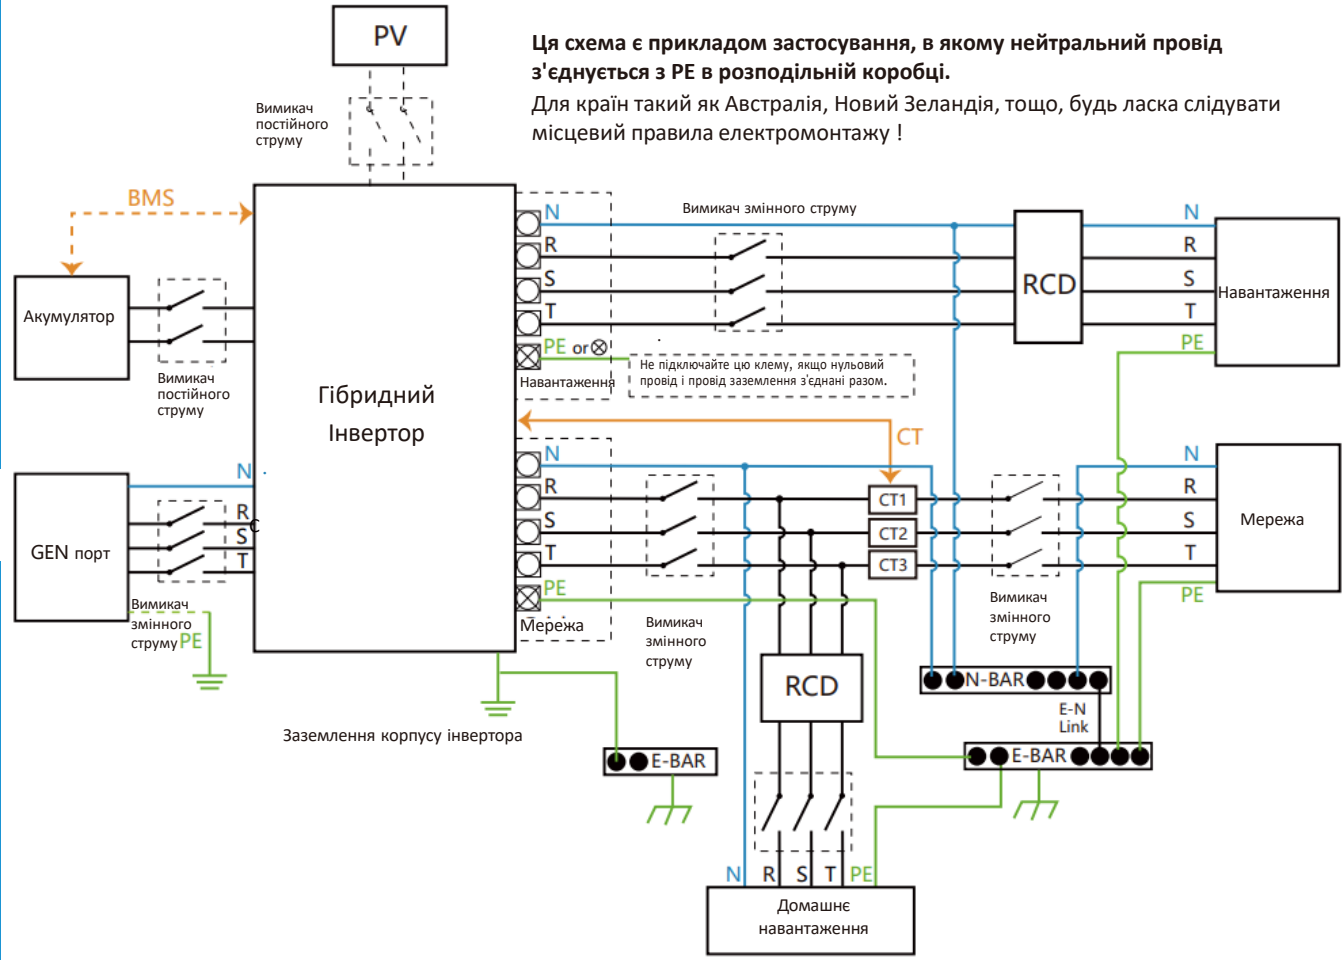 PV
Ця схема є прикладом застосування, в якому нейтральний провід
з'єднується з PE в розподільній коробці.
Для країн такий як Австралія, Новий Зеландія, тощо, будь ласка слідувати
місцевий правила електромонтажу !
Вимикач
постійного
струму
BMS
Акумулятор
Вимикач
постійного
струму
Гібридний
Інвертор
N
R
S
T
PE or
Навантаження
Вимикач змінного струму
Не підключайте цю клему, якщо нульовий
провід і провід заземлення з'єднані разом.
RCD
N
R
S
T
PE
Навантаження
CT
N
R
S
T
PE
Мережа
CT1
CT2
CT3
N
R
S
T
PE
Мережа
N
R
C
S
T
GEN порт
Вимикач
змінного
струму PE
Вимикач
змінного
струму
Вимикач
змінного
струму
RCD
N-BAR
E-N
Link
E-BAR
Заземлення корпусу інвертора
E-BAR
N R S T PE
Домашнє
навантаження